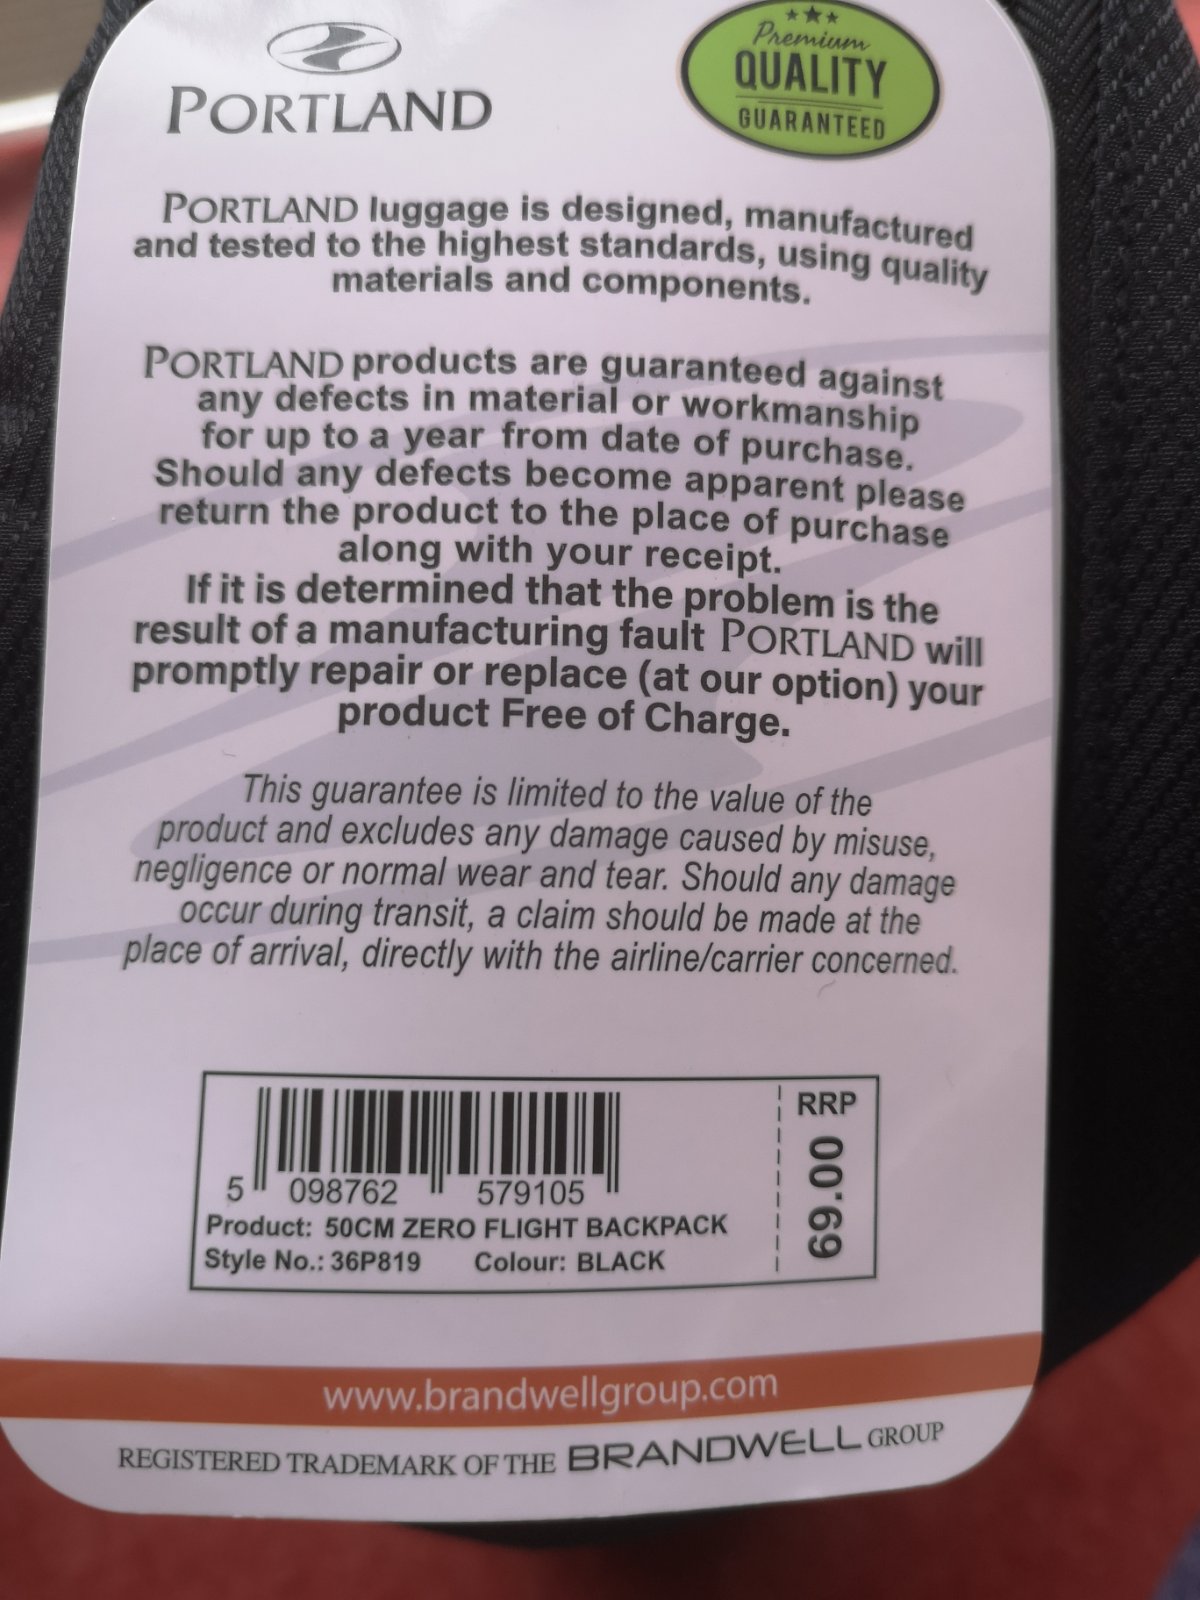 PORTLAND
Premium
QUALITY
GUARANTEED
PORTLAND luggage is designed, manufactured
and tested to the highest standards, using quality
materials and components.
PORTLAND products are guaranteed against
any defects in material or workmanship
for up to a year from date of purchase.
Should any defects become apparent please
return the product to the place of purchase
along with your receipt.
If it is determined that the problem is the
result of a manufacturing fault PORTLAND will
promptly repair or replace (at our option) your
product Free of Charge.
This guarantee is limited to the value of the
product and excludes any damage caused by misuse,
negligence or normal wear and tear. Should any damage
occur during transit, a claim should be made at the
place of arrival, directly with the airline/carrier concerned.
5 098762 579105
Product: 50CM ZERO FLIGHT BACKPACK
Style No.: 36P819 Colour: BLACK
RRP
69.00
www.brandwellgroup.com
REGISTERED TRADEMARK OF THE BRANDWELL GROUP